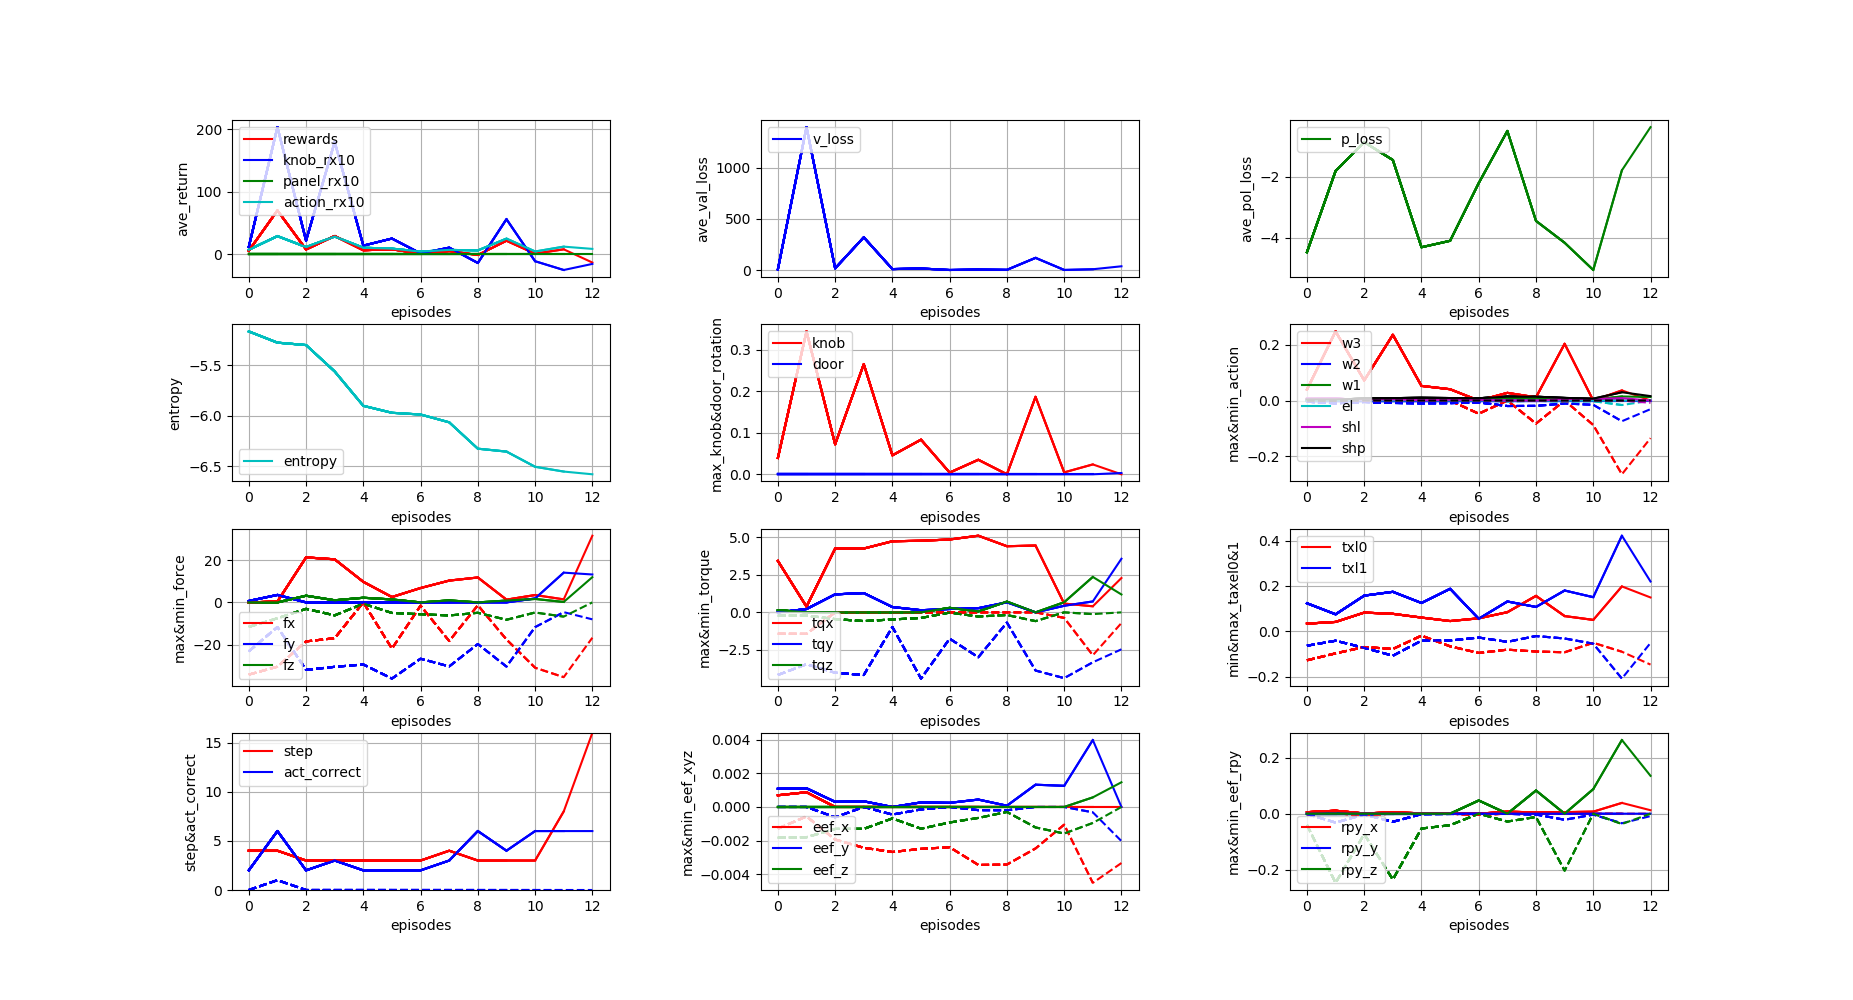 ave_return
200
100
0
rewards
knob_rx10
panel_rx10
action_rx10
0 2 4 6 8 10 12
episodes
ave_val_loss
1000
500
0
v_loss
0 2 4 6 8 10 12
episodes
ave_pol_loss
−2
−4
p_loss
0 2 4 6 8 10 12
episodes
entropy
−5.5
−6.0
−6.5
entropy
0 2 4 6 8 10 12
episodes
max_knob&door_rotation
0.3
0.2
0.1
0.0
knob
door
0 2 4 6 8 10 12
episodes
max&min_action
0.2
0.0
−0.2
w3
w2
w1
el
shl
shp
0 2 4 6 8 10 12
episodes
max&min_force
20
0
−20
fx
fy
fz
0 2 4 6 8 10 12
episodes
max&min_torque
5.0
2.5
0.0
−2.5
tqx
tqy
tqz
0 2 4 6 8 10 12
episodes
min&max_taxel0&1
0.4
0.2
0.0
−0.2
txl0
txl1
0 2 4 6 8 10 12
episodes
step&act_correct
15
10
5
0
step
act_correct
0 2 4 6 8 10 12
episodes
max&min_eef_xyz
0.004
0.002
0.000
−0.002
−0.004
eef_x
eef_y
eef_z
0 2 4 6 8 10 12
episodes
max&min_eef_rpy
0.2
0.0
−0.2
rpy_x
rpy_y
rpy_z
0 2 4 6 8 10 12
episodes